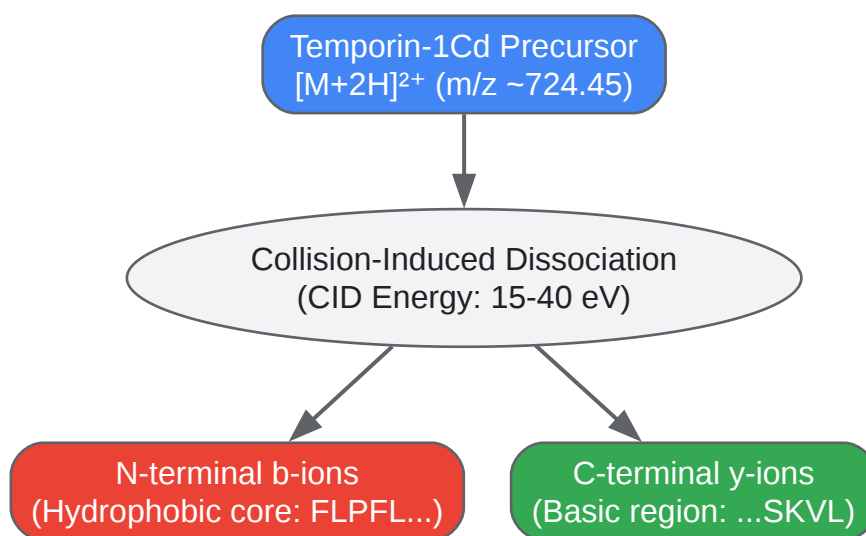 Temporin-1Cd Precursor
[M+2H]²⁺ (m/z ~724.45)
Collision-Induced Dissociation
(CID Energy: 15-40 eV)
N-terminal b-ions
(Hydrophobic core: FLPFL...)
C-terminal y-ions
(Basic region: ...SKVL)